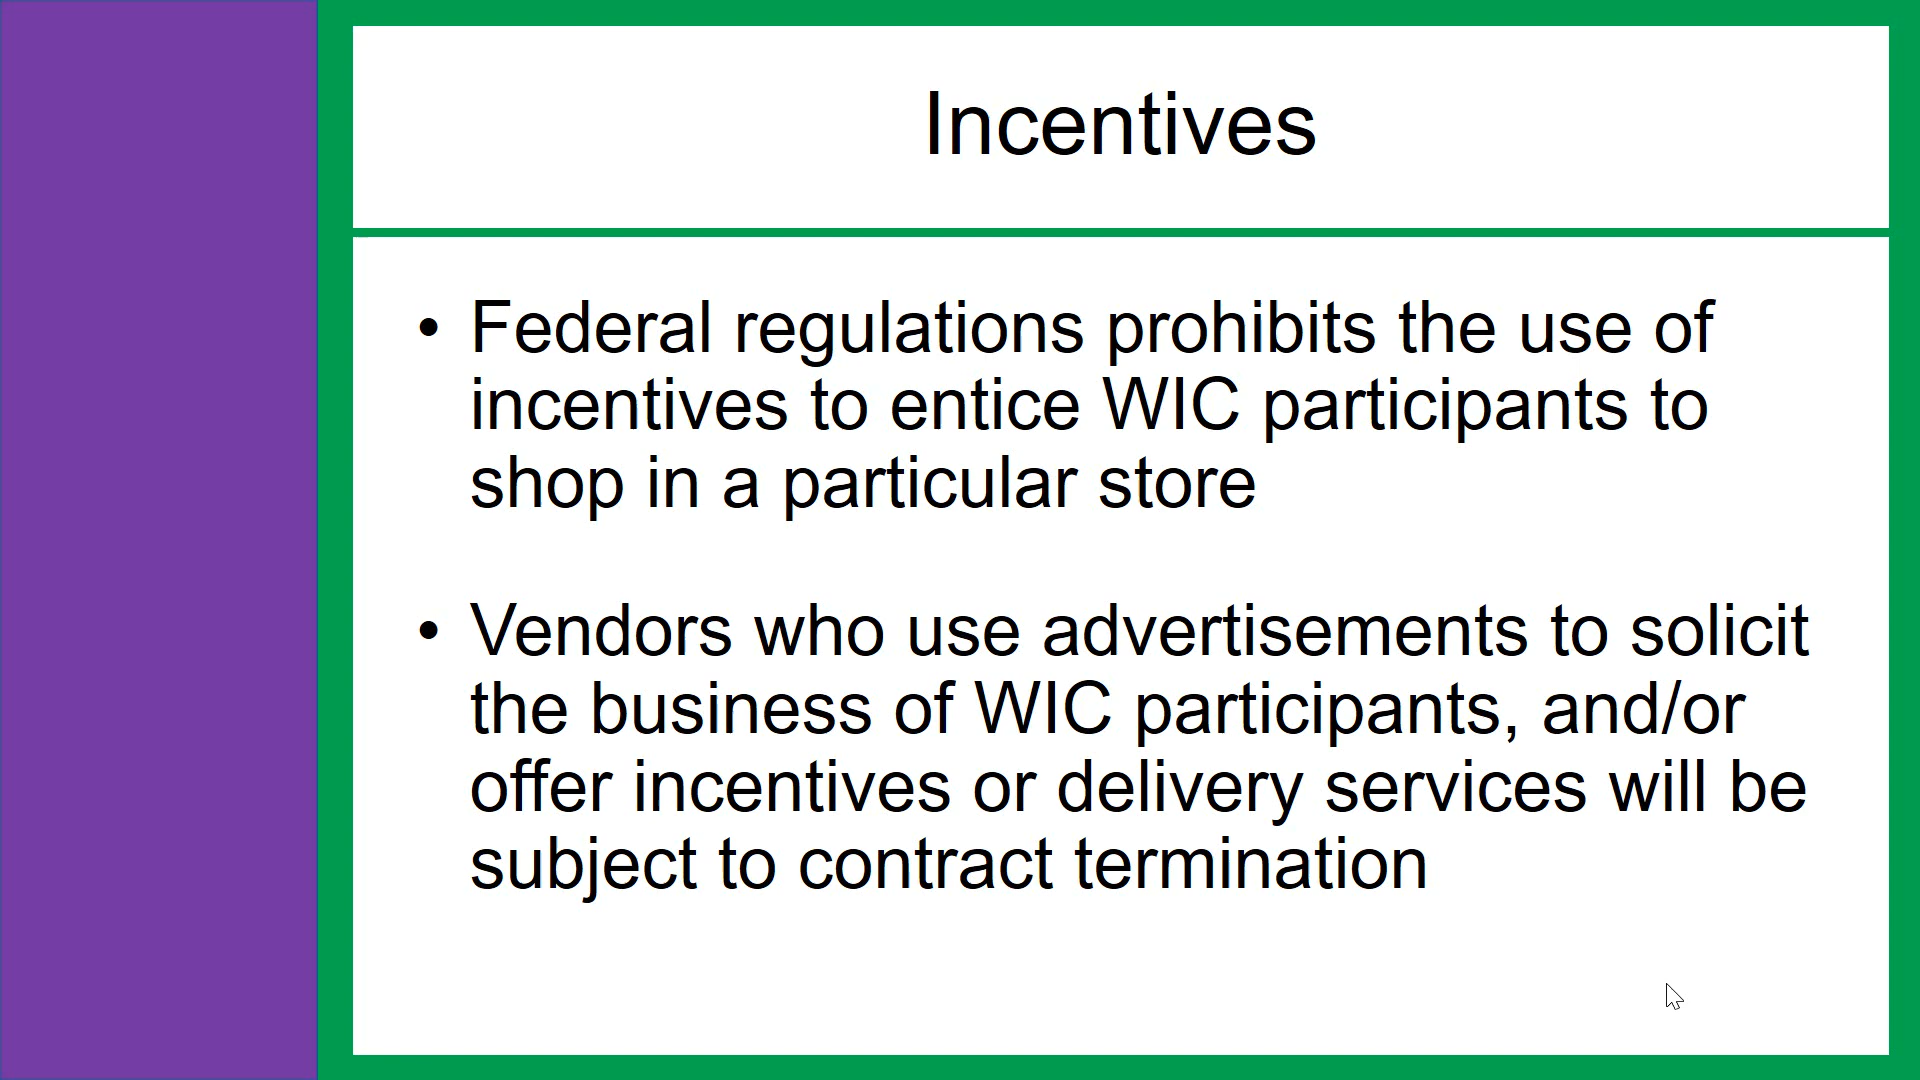 Incentives
• Federal regulations prohibits the use of
incentives to entice WIC participants to
shop in a particular store
• Vendors who use advertisements to solicit
the business of WIC participants, and/or
offer incentives or delivery services will be
subject to contract termination